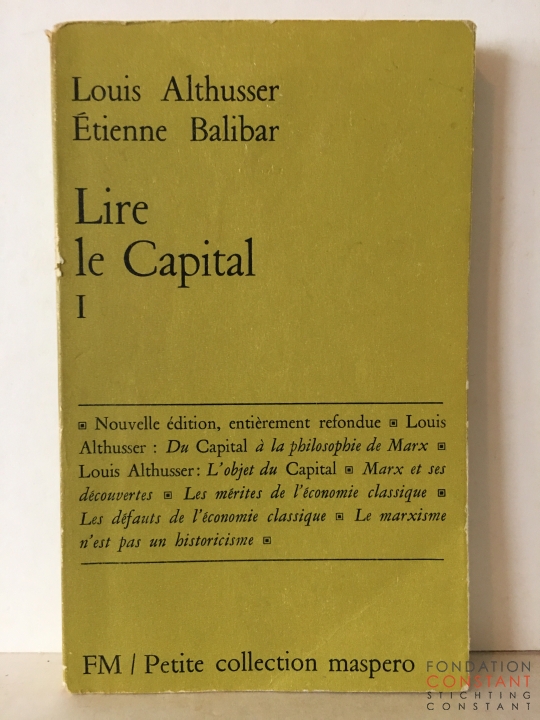 Louis Althusser
Étienne Balibar
Lire
le Capital
I
▣ Nouvelle édition, entièrement refondue ▣ Louis
Althusser : Du Capital à la philosophie de Marx ▣
Louis Althusser : L'objet du Capital ▣ Marx et ses
découvertes ▣ Les mérites de l'économie classique ▣
Les défauts de l'économie classique ▣ Le marxisme
n'est pas un historicisme ▣
FM / Petite collection maspero
FONDATION
CONSTANT
STICHTING
CONSTANT